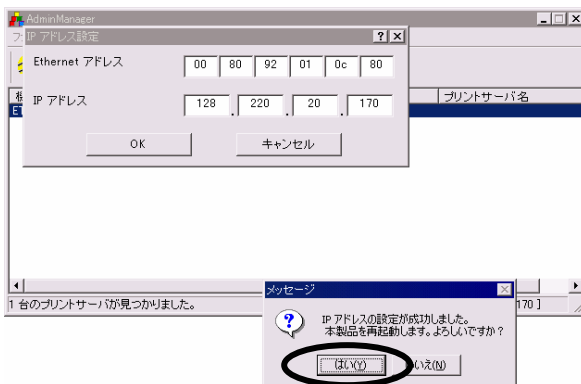 AdminManager
IP アドレス設定
Ethernet アドレス
00 80 92 01 0c 80
IP アドレス
128 . 220 . 20 . 170
プリントサーバ名
OK キャンセル
メッセージ
1 台のプリントサーバが見つかりました。
170 ]
IP アドレスの設定が成功しました。
本製品を再起動します。よろしいですか?
はい(Y) いいえ(N)